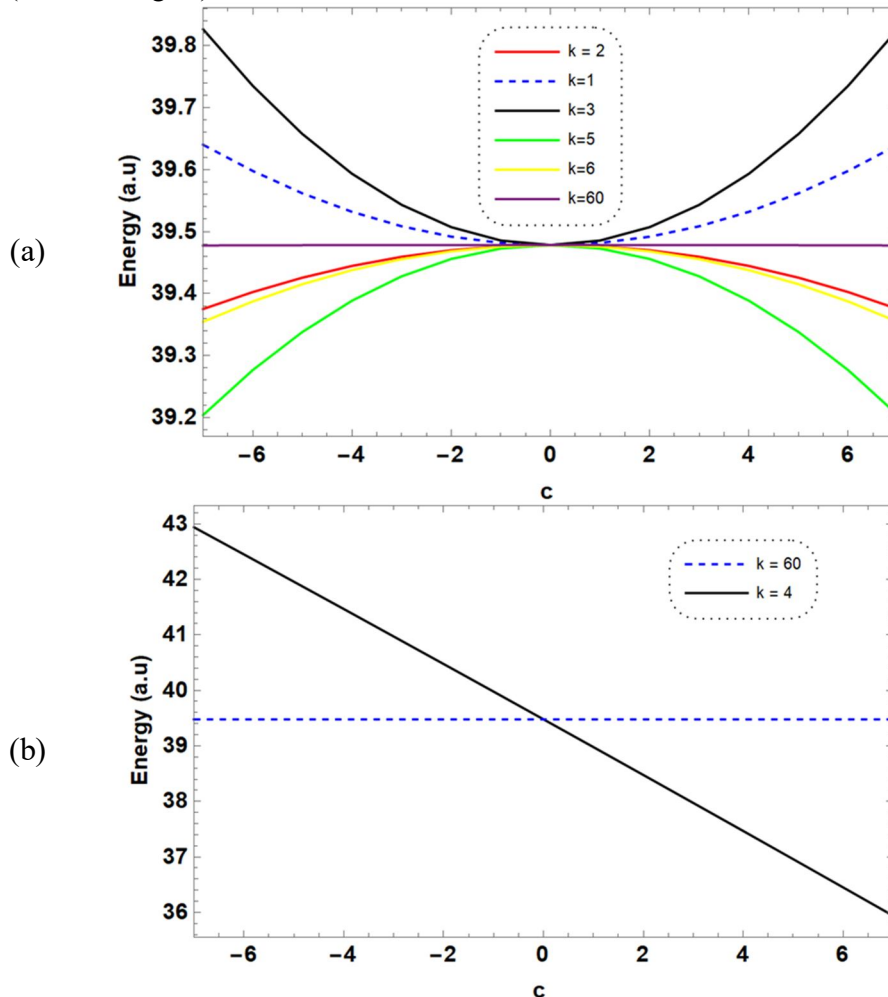 (a)
39.8
39.7
39.6
39.5
39.4
39.3
39.2
Energy (a.u)
k = 2
k=1
k=3
k=5
k=6
k=60
−6 −4 −2 0 2 4 6
c
(b)
43
42
41
40
39
38
37
36
Energy (a.u)
k = 60
k = 4
−6 −4 −2 0 2 4 6
c